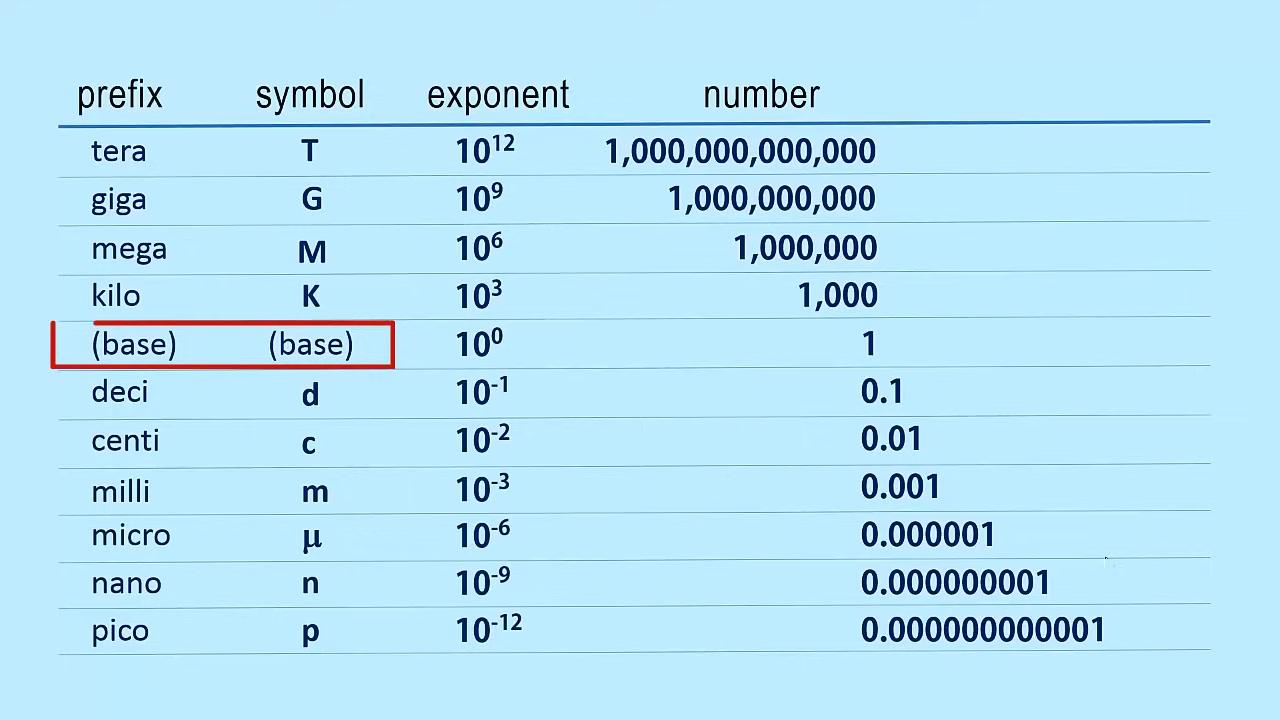 prefix symbol exponent number
tera T 10¹² 1,000,000,000,000
giga G 10⁹ 1,000,000,000
mega M 10⁶ 1,000,000
kilo K 10³ 1,000
(base) (base) 10⁰ 1
deci d 10⁻¹ 0.1
centi c 10⁻² 0.01
milli m 10⁻³ 0.001
micro μ 10⁻⁶ 0.000001
nano n 10⁻⁹ 0.000000001
pico p 10⁻¹² 0.000000000001